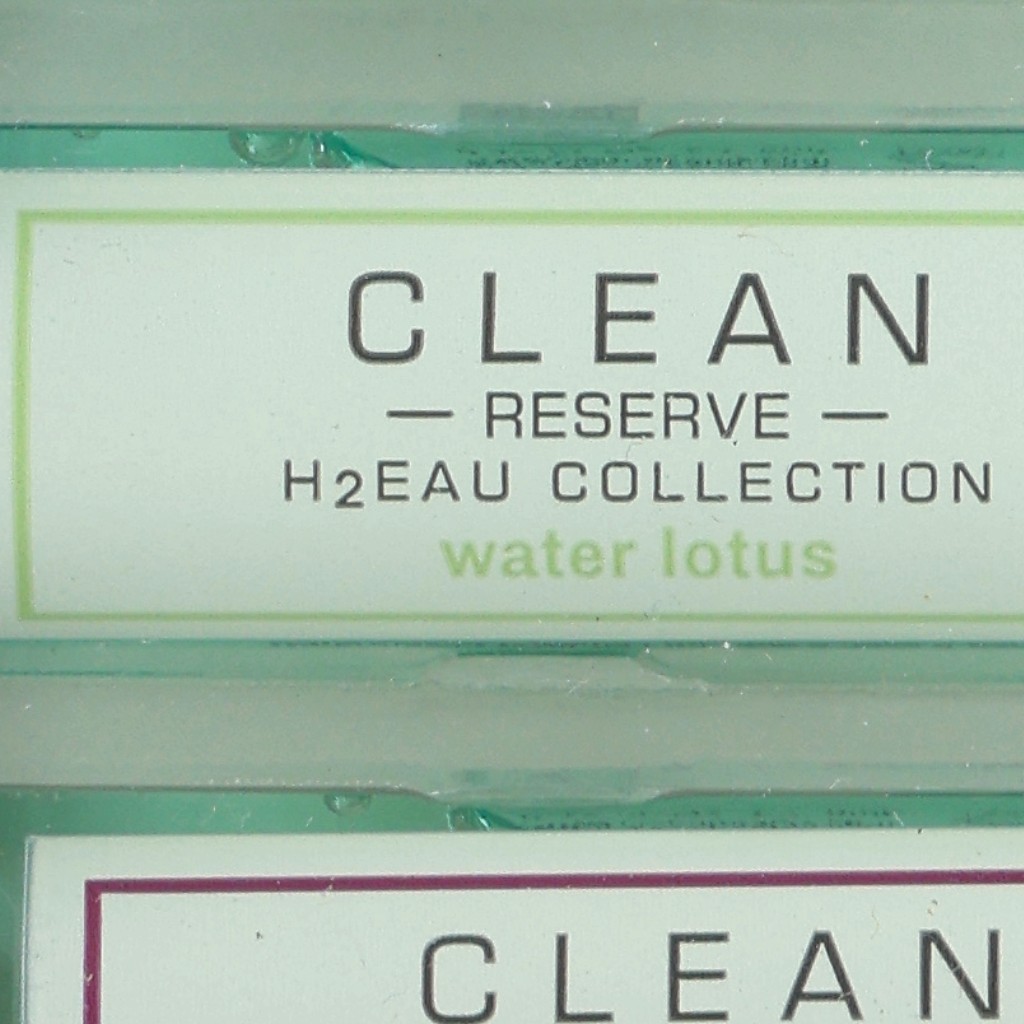 CLEAN
— RESERVE —
H2EAU COLLECTION
water lotus
CLEAN